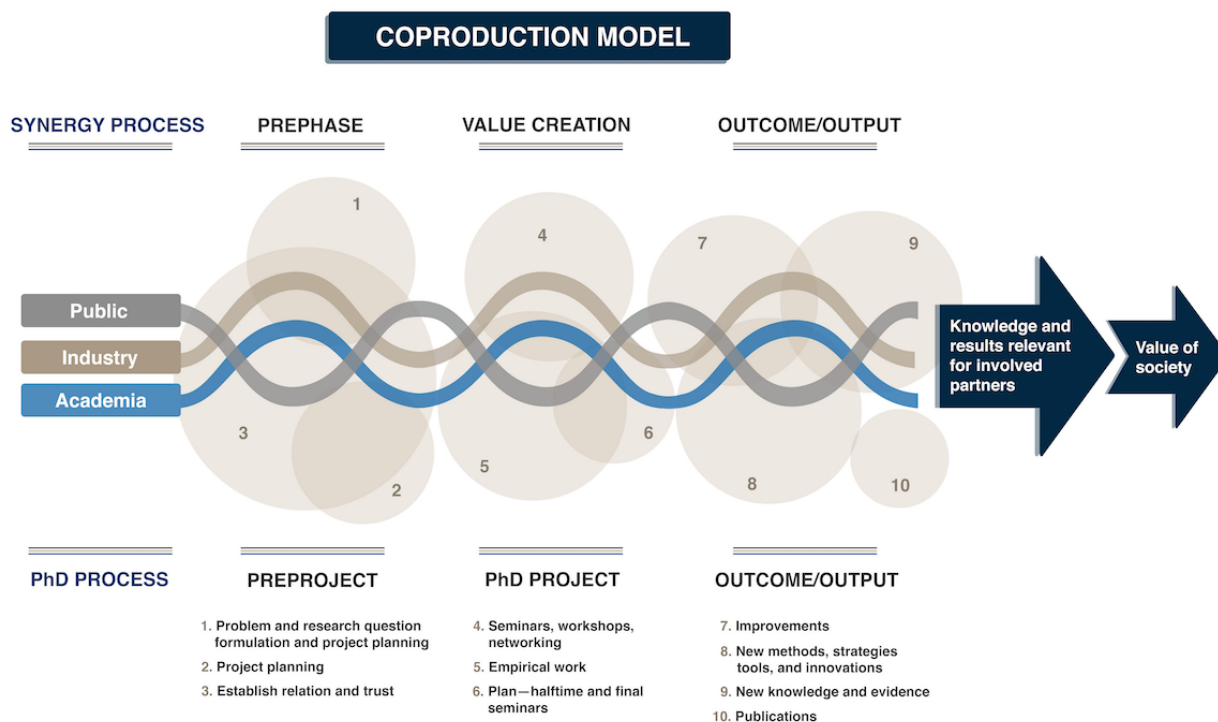 COPRODUCTION MODEL
SYNERGY PROCESS
PREPHASE
VALUE CREATION
OUTCOME/OUTPUT
1
4
7
9
Public
Industry
Academia
Knowledge and
results relevant
for involved
partners
Value of
society
3
2
5
6
8
10
PhD PROCESS
PREPROJECT
PhD PROJECT
OUTCOME/OUTPUT
1. Problem and research question
formulation and project planning
2. Project planning
3. Establish relation and trust
4. Seminars, workshops,
networking
5. Empirical work
6. Plan—halftime and final
seminars
7. Improvements
8. New methods, strategies
tools, and innovations
9. New knowledge and evidence
10. Publications